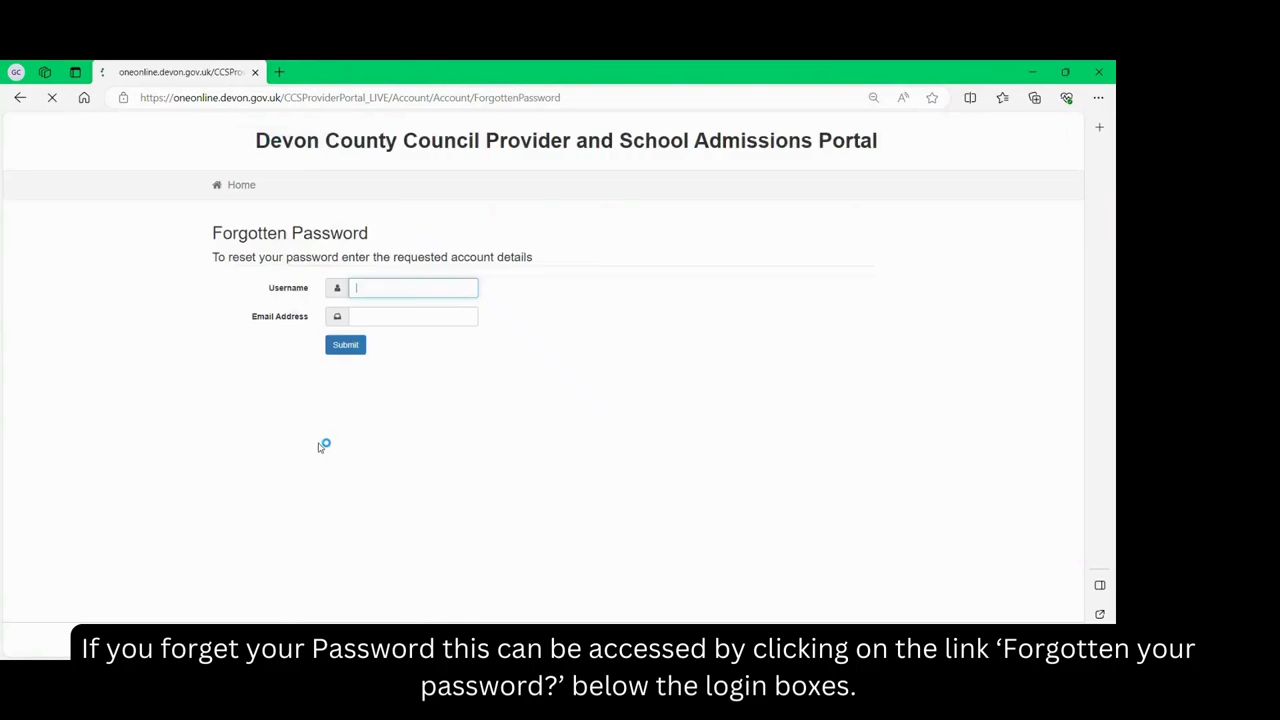 GC
oneonline.devon.gov.uk/CCSPro
https://oneonline.devon.gov.uk/CCSProviderPortal_LIVE/Account/Account/ForgottenPassword
Devon County Council Provider and School Admissions Portal
Home
Forgotten Password
To reset your password enter the requested account details
Username
Email Address
Submit
If you forget your Password this can be accessed by clicking on the link ‘Forgotten your
password?’ below the login boxes.